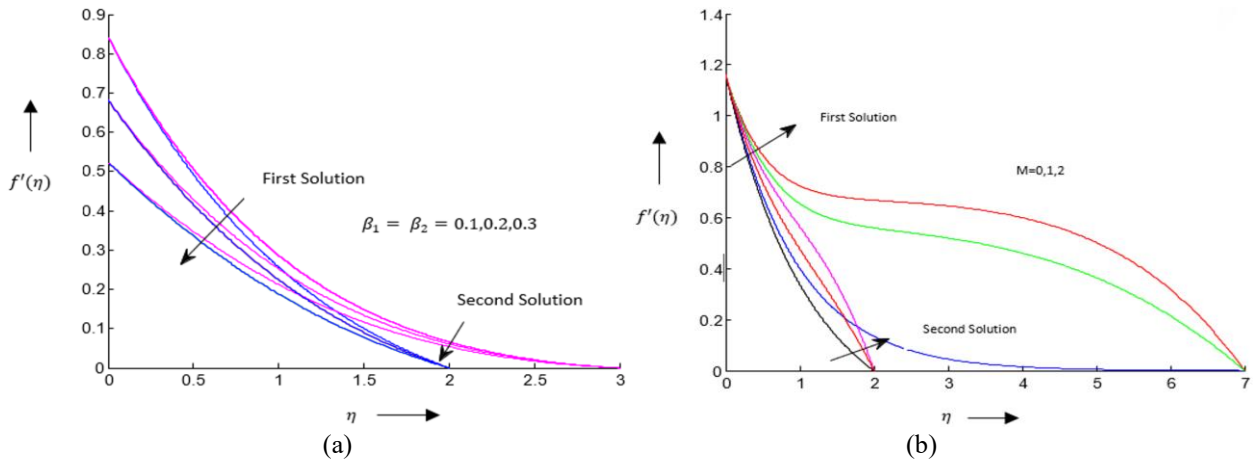 0.9
0.8
0.7
0.6
0.5
0.4
0.3
0.2
0.1
0
f′(η)
First Solution
β₁ = β₂ = 0.1,0.2,0.3
Second Solution
0 0.5 1 1.5 2 2.5 3
η
(a)
1.4
1.2
1
0.8
0.6
0.4
0.2
0
f′(η)
First Solution
M=0,1,2
Second Solution
0 1 2 3 4 5 6 7
η
(b)